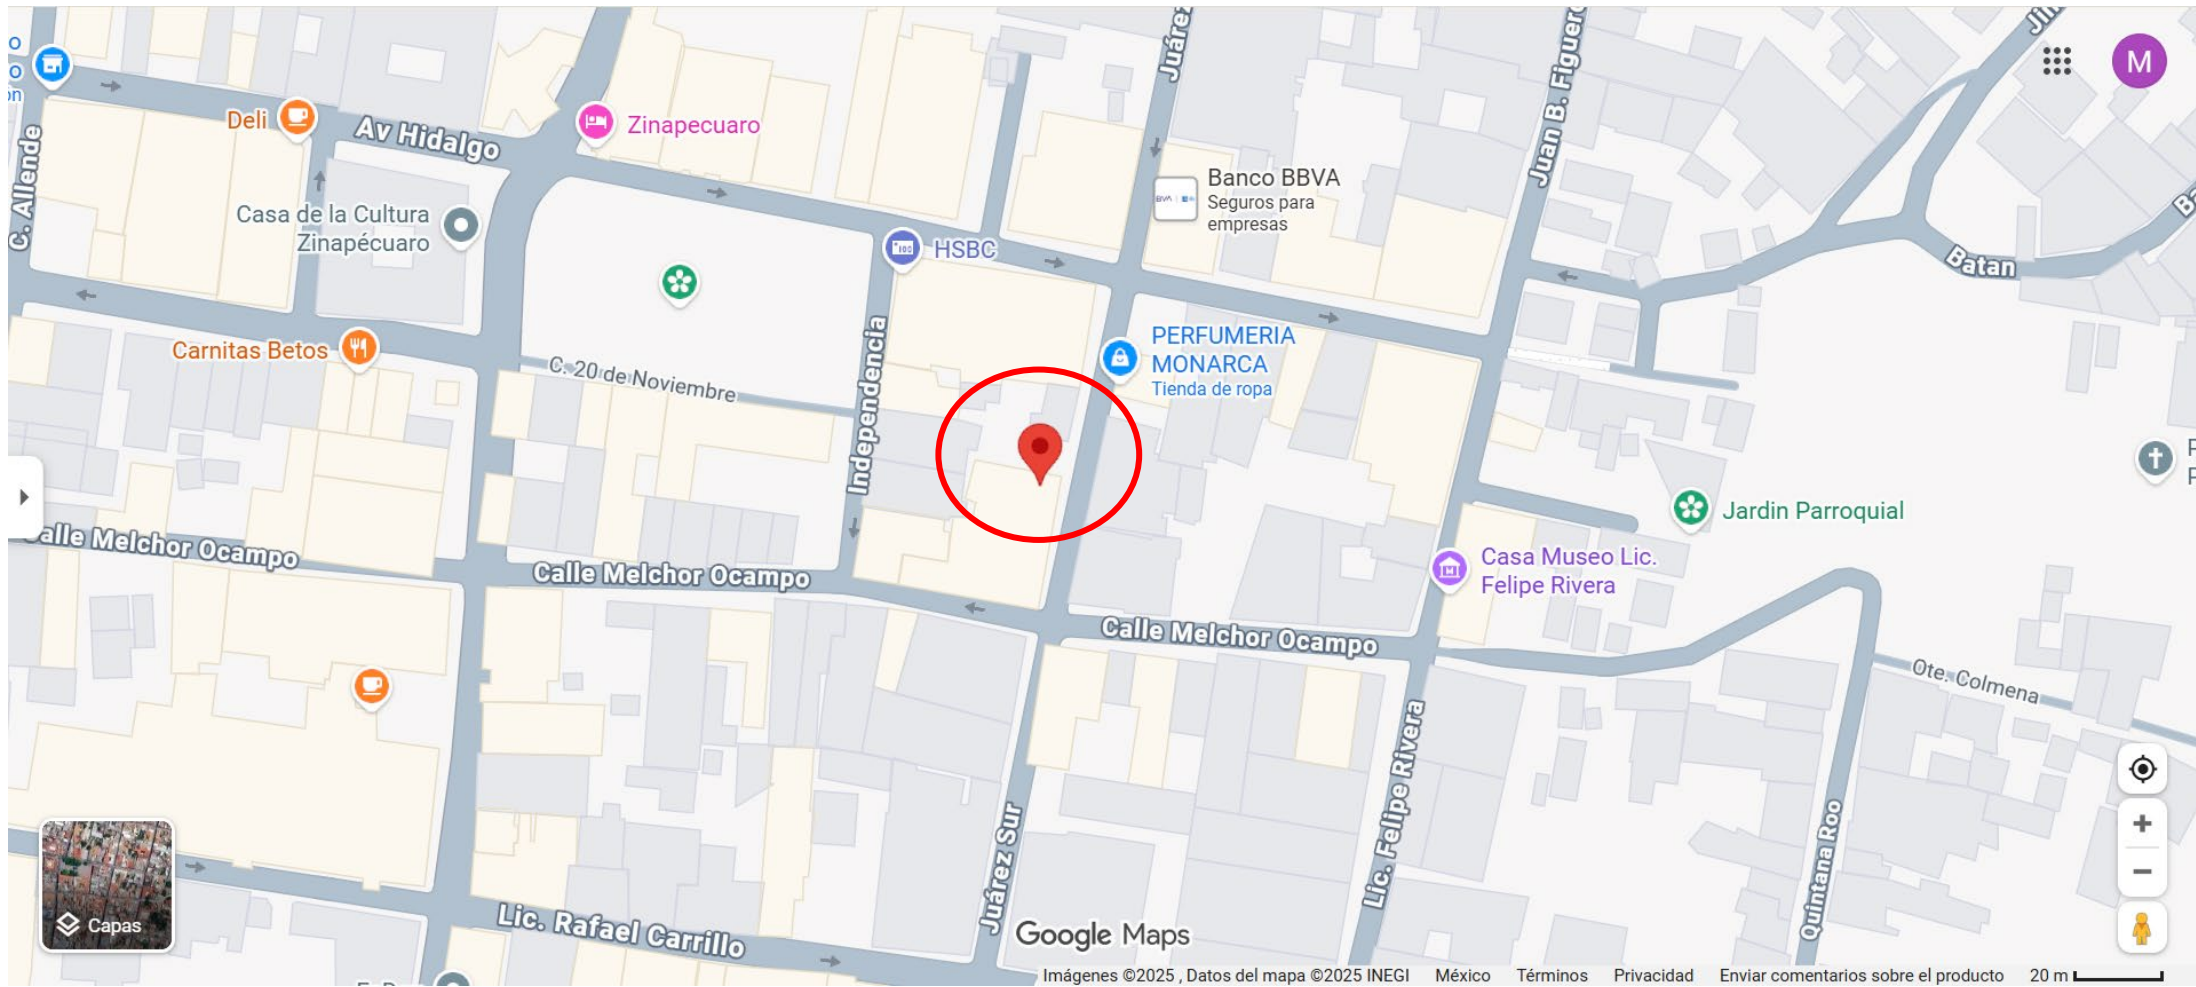 Juárez
Juan B. Figuer
M
Deli
Av Hidalgo
Zinapecuaro
C. Allende
Banco BBVA
Seguros para
empresas
Casa de la Cultura
Zinapécuaro
HSBC
Batan
Independencia
Carnitas Betos
C. 20 de Noviembre
PERFUMERIA
MONARCA
Tienda de ropa
Jardin Parroquial
alle Melchor Ocampo
Calle Melchor Ocampo
Casa Museo Lic.
Felipe Rivera
Calle Melchor Ocampo
Ote. Colmena
Lic. Felipe Rivera
Juárez Sur
Quintana Roo
Capas
Lic. Rafael Carrillo
Google Maps
Imágenes ©2025 , Datos del mapa ©2025 INEGI México Términos Privacidad Enviar comentarios sobre el producto 20 m